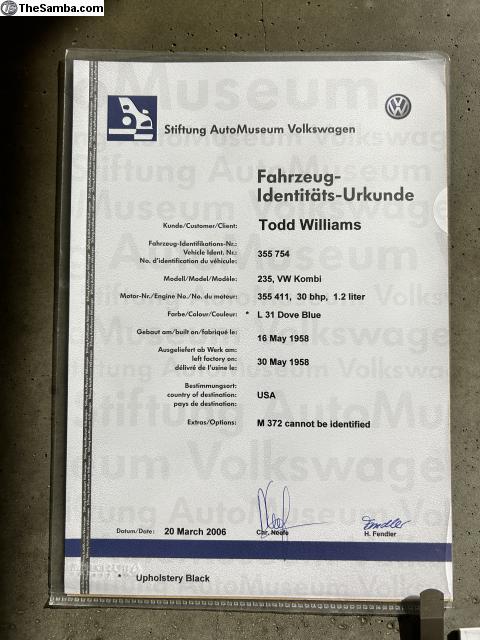 TheSamba.com
Stiftung AutoMuseum Volkswagen
Fahrzeug-
Identitäts-Urkunde
Kunde/Customer/Client: Todd Williams
Fahrzeug-Identifikations-Nr.:
Vehicle Ident. Nr.: 355 754
No. d'identification du véhicule:
Modell/Model/Modèle: 235, VW Kombi
Motor-Nr./Engine No./No. du moteur: 355 411, 30 bhp, 1.2 liter
Farbe/Colour/Couleur: * L 31 Dove Blue
Gebaut am/built on/fabriqué le: 16 May 1958
Ausgeliefert ab Werk am:
left factory on: 30 May 1958
délivré de l'usine le:
Bestimmungsort:
country of destination: USA
pays de destination:
Extras/Options: M 372 cannot be identified
Datum/Date: 20 March 2006
H. Fendler
* Upholstery Black